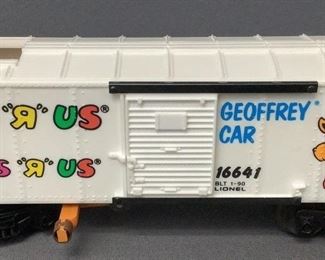 "Я" US®
S "Я" US®
GEOFFREY
CAR
16641
BLT 1-90
LIONEL